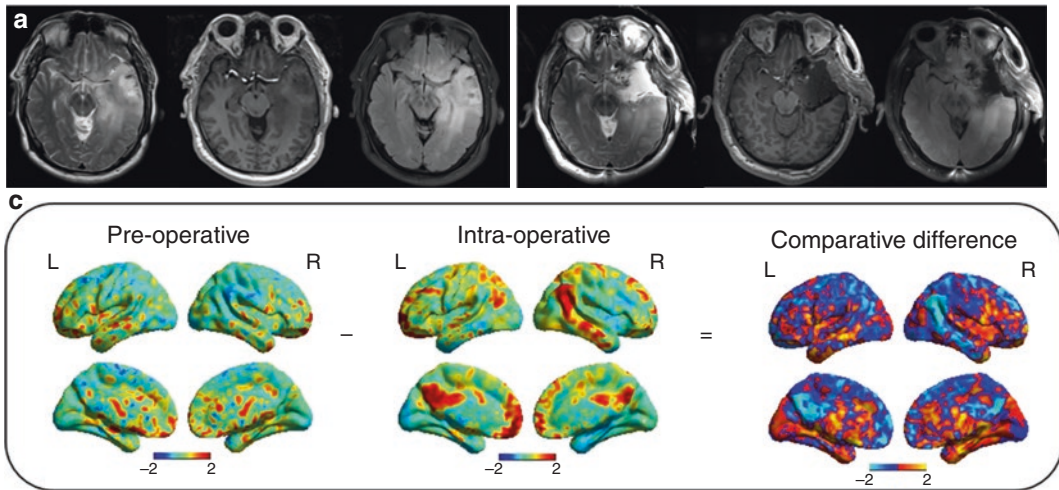 a
c
Pre-operative
Intra-operative
Comparative difference
L R
L R
L R
– =
–2 2
–2 2
–2 2